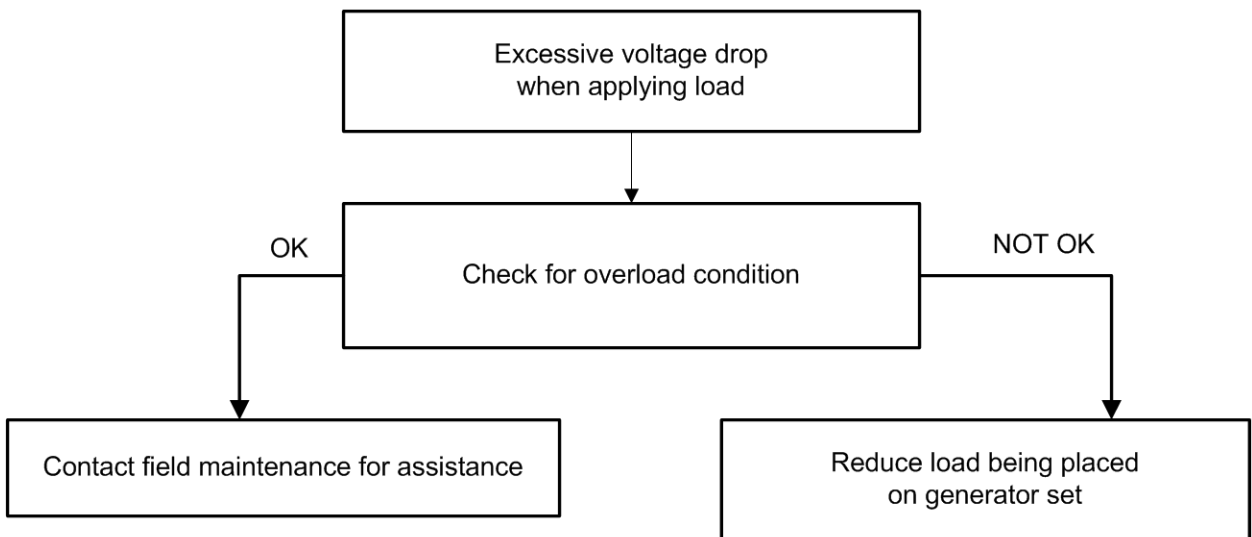 Excessive voltage drop
when applying load
Check for overload condition
OK
NOT OK
Contact field maintenance for assistance
Reduce load being placed
on generator set